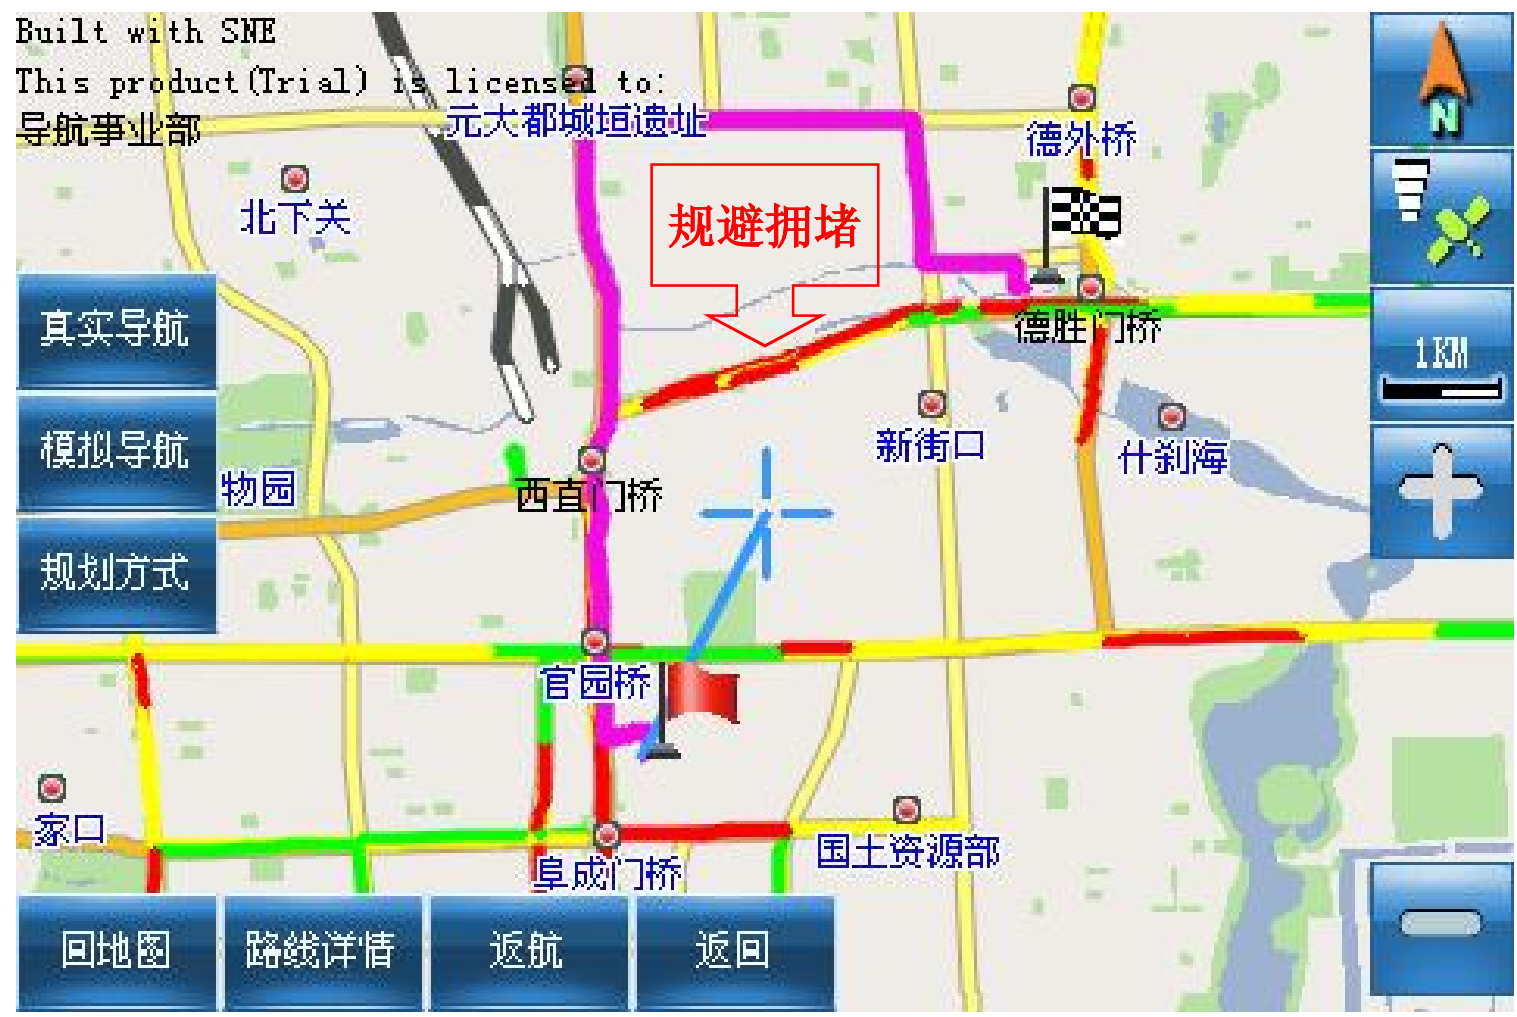 Built with SNE
This product(Trial) is licensed to:
导航事业部
元大都城垣遗址
德外桥
北下关
规避拥堵
N
真实导航
德胜门桥
1KM
模拟导航
新街口
什刹海
物园
西直门桥
规划方式
官园桥
家口
国土资源部
阜成门桥
回地图
路线详情
返航
返回